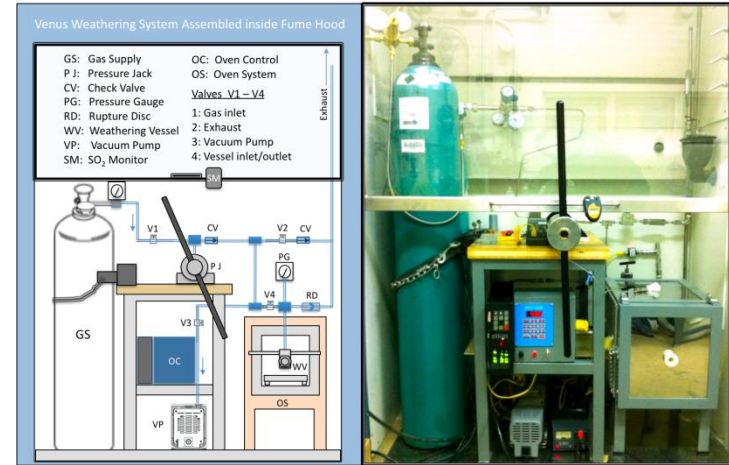 Venus Weathering System Assembled inside Fume Hood
GS: Gas Supply
P J: Pressure Jack
CV: Check Valve
PG: Pressure Gauge
RD: Rupture Disc
WV: Weathering Vessel
VP: Vacuum Pump
SM: SO₂ Monitor
OC: Oven Control
OS: Oven System
Valves V1 – V4
1: Gas inlet
2: Exhaust
3: Vacuum Pump
4: Vessel inlet/outlet
Exhaust
SM
V1
CV
V2
CV
P J
PG
V4
RD
GS
V3
OC
WV
OS
VP